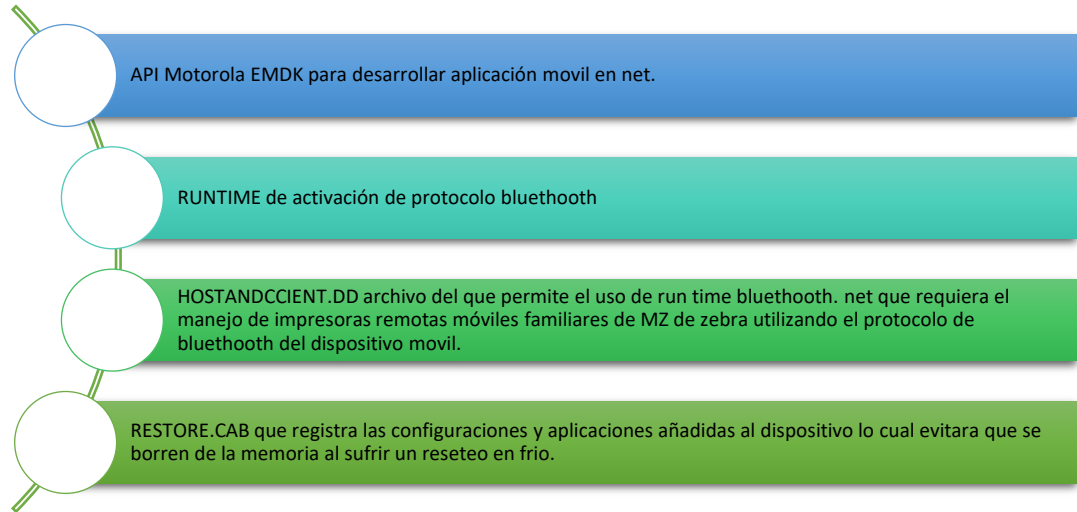 API Motorola EMDK para desarrollar aplicación movil en net.
RUNTIME de activación de protocolo bluethooth
HOSTANDCCIENT.DD archivo del que permite el uso de run time bluethooth. net que requiera el
manejo de impresoras remotas móviles familiares de MZ de zebra utilizando el protocolo de
bluethooth del dispositivo movil.
RESTORE.CAB que registra las configuraciones y aplicaciones añadidas al dispositivo lo cual evitara que se
borren de la memoria al sufrir un reseteo en frio.